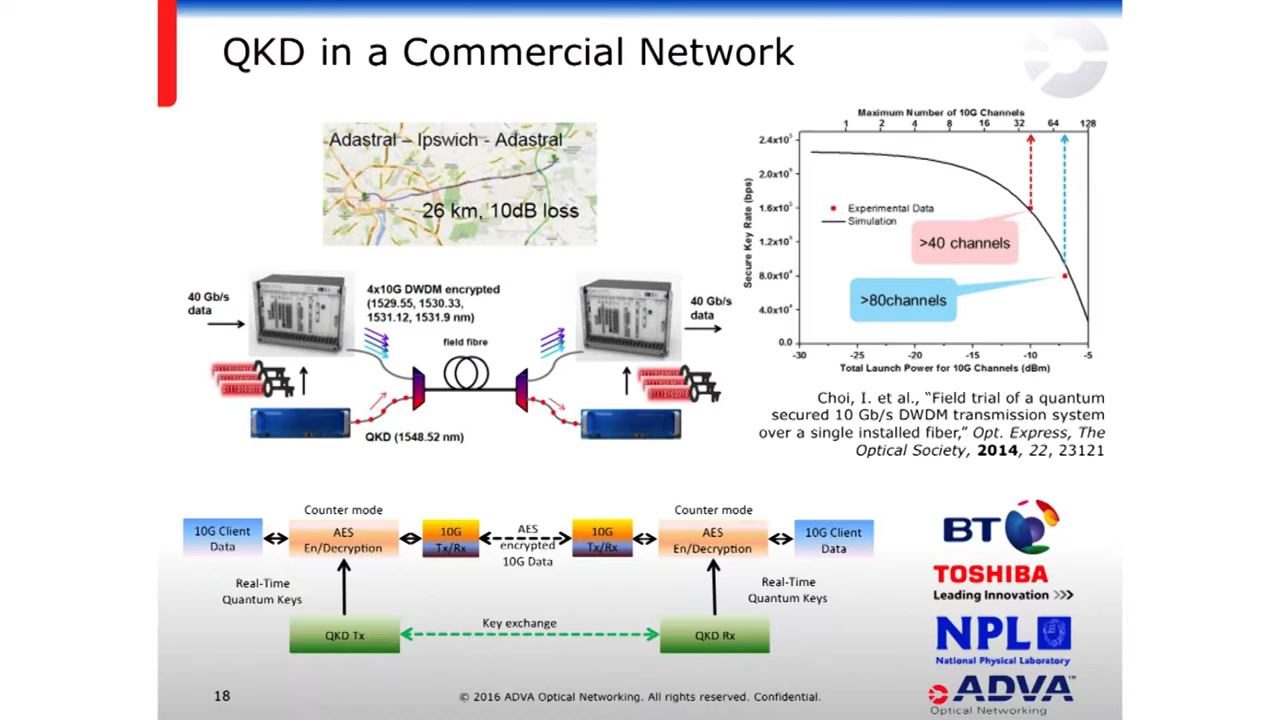 QKD in a Commercial Network
Adastral – Ipswich - Adastral
26 km, 10dB loss
40 Gb/s
data
4x10G DWDM encrypted
(1529.55, 1530.33,
1531.12, 1531.9 nm)
field fibre
40 Gb/s
data
QKD (1548.52 nm)
Maximum Number of 10G Channels
1 2 4 8 16 32 64 128
Secure Key Rate (bps)
2.0x10⁵
1.6x10⁵
8.0x10⁴
0.0
Experimental Data
Simulation
>40 channels
>80channels
-30 -25 -20 -15 -10 -5
Total Launch Power for 10G Channels (dBm)
Choi, I. et al., “Field trial of a quantum
secured 10 Gb/s DWDM transmission system
over a single installed fiber,” Opt. Express, The
Optical Society, 2014, 22, 23121
Counter mode
10G Client
Data
AES
En/Decryption
10G
Tx/Rx
AES
encrypted
10G Data
10G
Tx/Rx
Counter mode
AES
En/Decryption
10G Client
Data
Real-Time
Quantum Keys
Real-Time
Quantum Keys
QKD Tx
Key exchange
QKD Rx
BT
TOSHIBA
Leading Innovation >>>
NPL
National Physical Laboratory
ADVA™
Optical Networking
18
© 2016 ADVA Optical Networking. All rights reserved. Confidential.